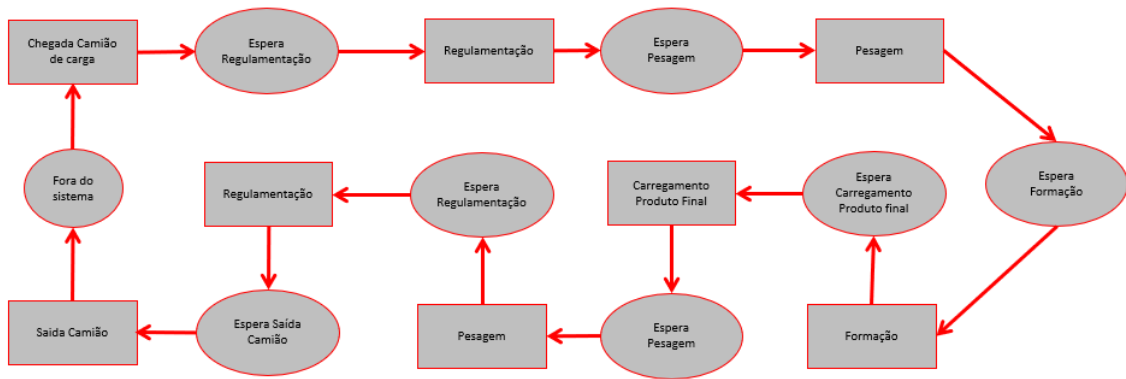 Chegada Camião
de carga
Espera
Regulamentação
Regulamentação
Espera
Pesagem
Pesagem
Espera
Formação
Fora do
sistema
Regulamentação
Espera
Regulamentação
Carregamento
Produto Final
Espera
Carregamento
Produto final
Saida Camião
Espera Saída
Camião
Pesagem
Espera
Pesagem
Formação